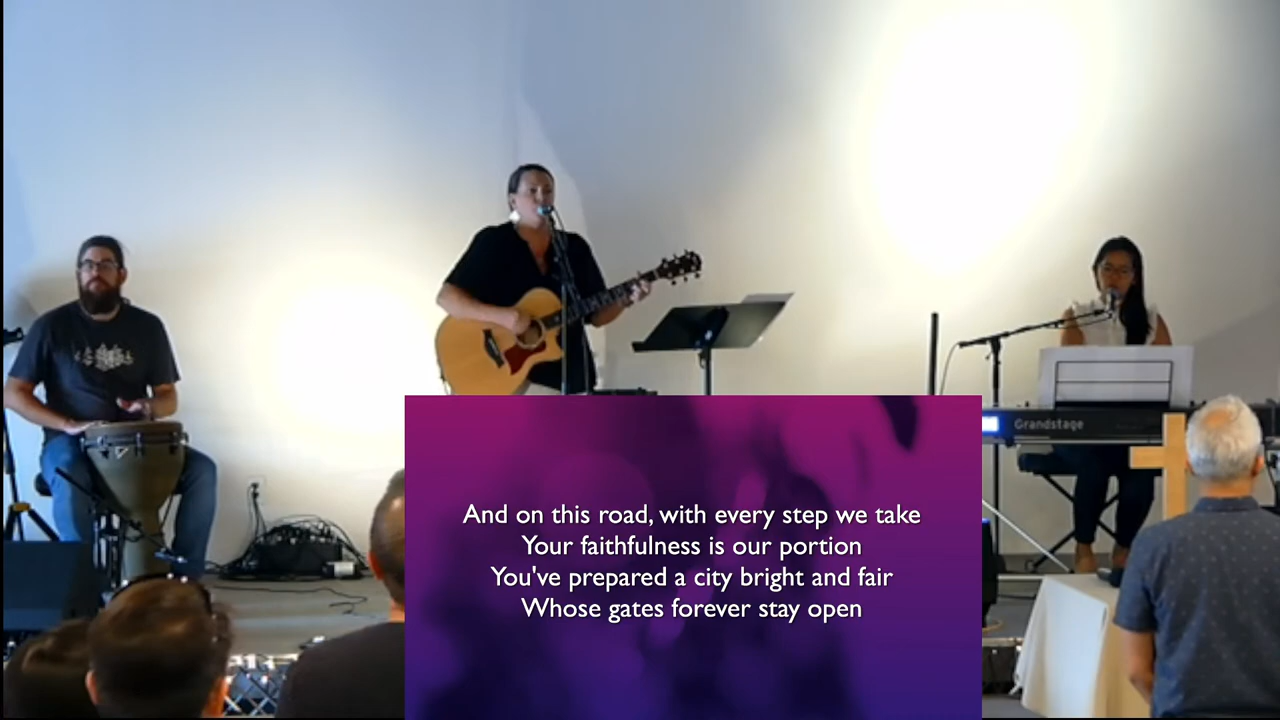 Grandstage
And on this road, with every step we take
Your faithfulness is our portion
You've prepared a city bright and fair
Whose gates forever stay open